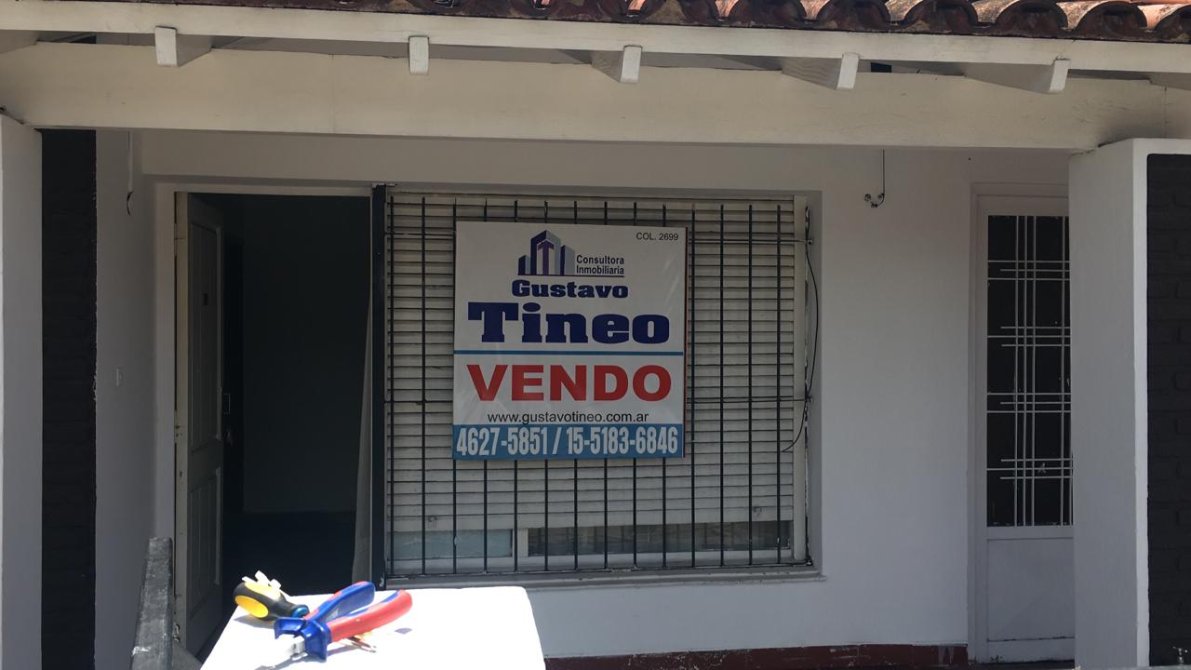 COL. 2699
Consultora
Inmobiliaria
Gustavo
Tineo
VENDO
www.gustavotineo.com.ar
4627-5851 / 15-5183-6846